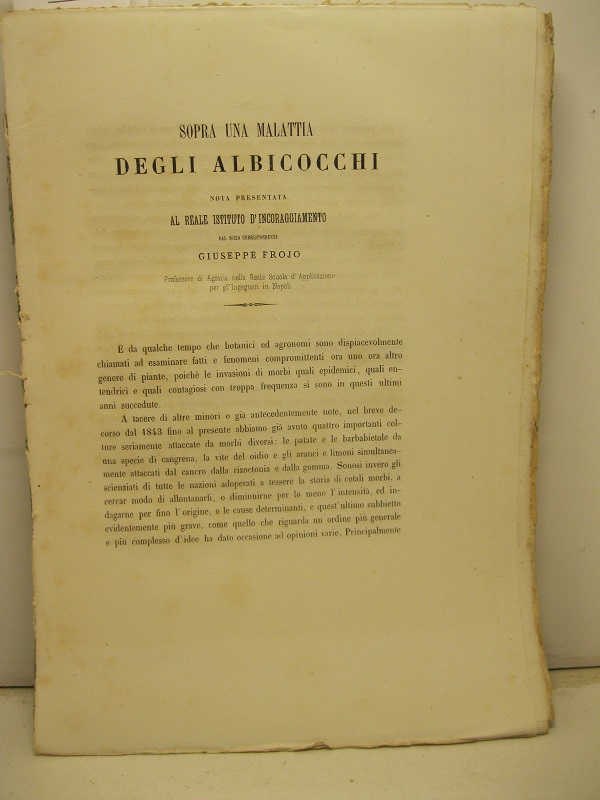 SOPRA UNA MALATTIA
DEGLI ALBICOCCHI
NOTA PRESENTATA
AL REALE ISTITUTO D'INCORAGGIAMENTO
DAL SOCIO CORRISPONDENTE
GIUSEPPE FROJO
Professore di Agraria nella Reale Scuola d'Applicazione
per gl'Ingegneri in Napoli
È da qualche tempo che botanici ed agronomi sono dispiacevolmente
chiamati ad esaminare fatti e fenomeni compromittenti ora uno ora altro
genere di piante, poichè le invasioni di morbi quali epidemici, quali en-
tendrici e quali contagiosi con troppa frequenza si sono in questi ultimi
anni succedute.
A tacere di altre minori o già antecedentemente note, nel breve de-
corso dal 1843 fino al presente abbiamo già avuto quattro importanti col-
ture seriamente attaccate da morbi diversi: le patate e le barbabietole da
una specie di cangrena, la vite del oidio e gli aranci e limoni simultanea-
mente attaccati dal cancro dalla rizoctonia e dalla gomma. Sonosi invero gli
scienziati di tutte le nazioni adoperati a tessere la storia di cotali morbi, a
cercar modo di allontanarli, o diminuirne per lo meno l'intensità, ed in-
dagarne per fino l'origine, o le cause determinanti, e quest'ultimo subbietto
evidentemente più grave, come quello che riguarda un ordine più generale
e più complesso d'idee ha dato occasione ad opinioni varie. Principalmente